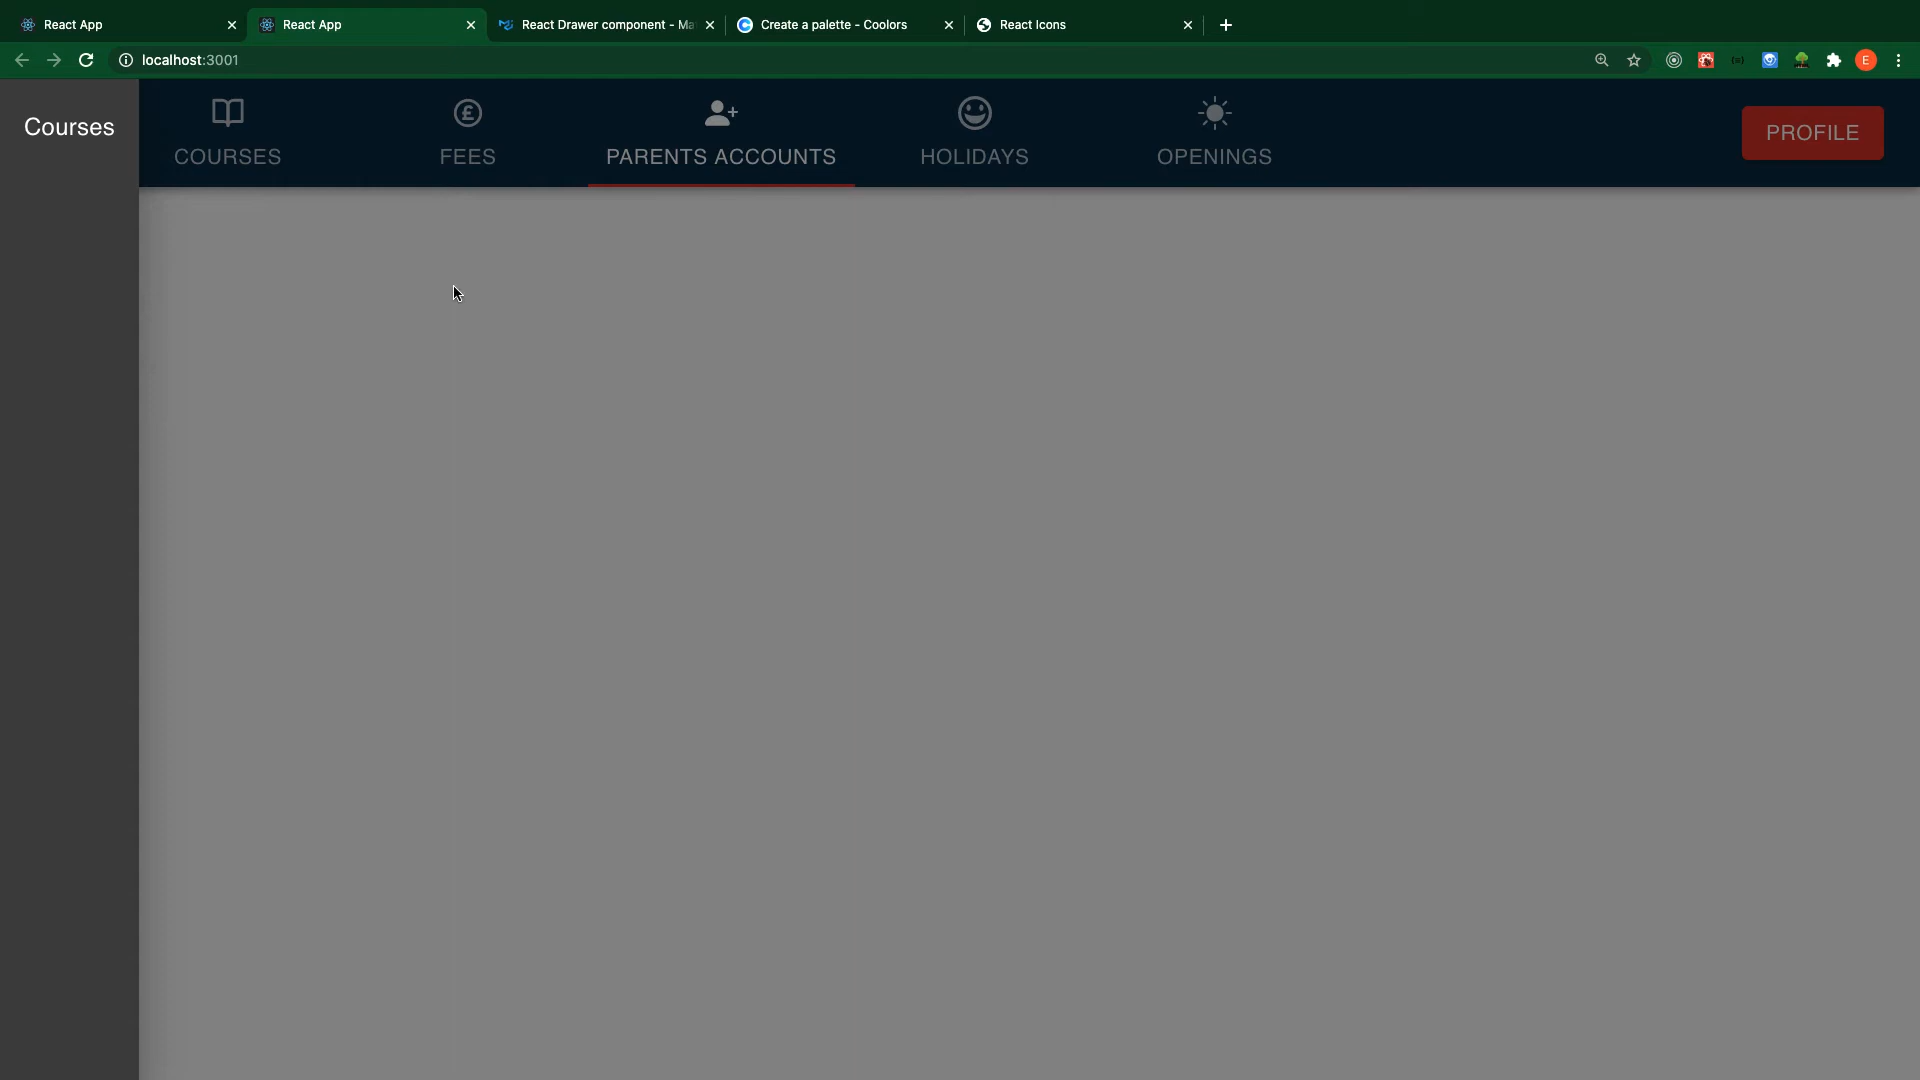 React App
React App
React Drawer component - Ma
Create a palette - Coolors
React Icons
localhost:3001
E
Courses
COURSES
£
FEES
PARENTS ACCOUNTS
HOLIDAYS
OPENINGS
PROFILE